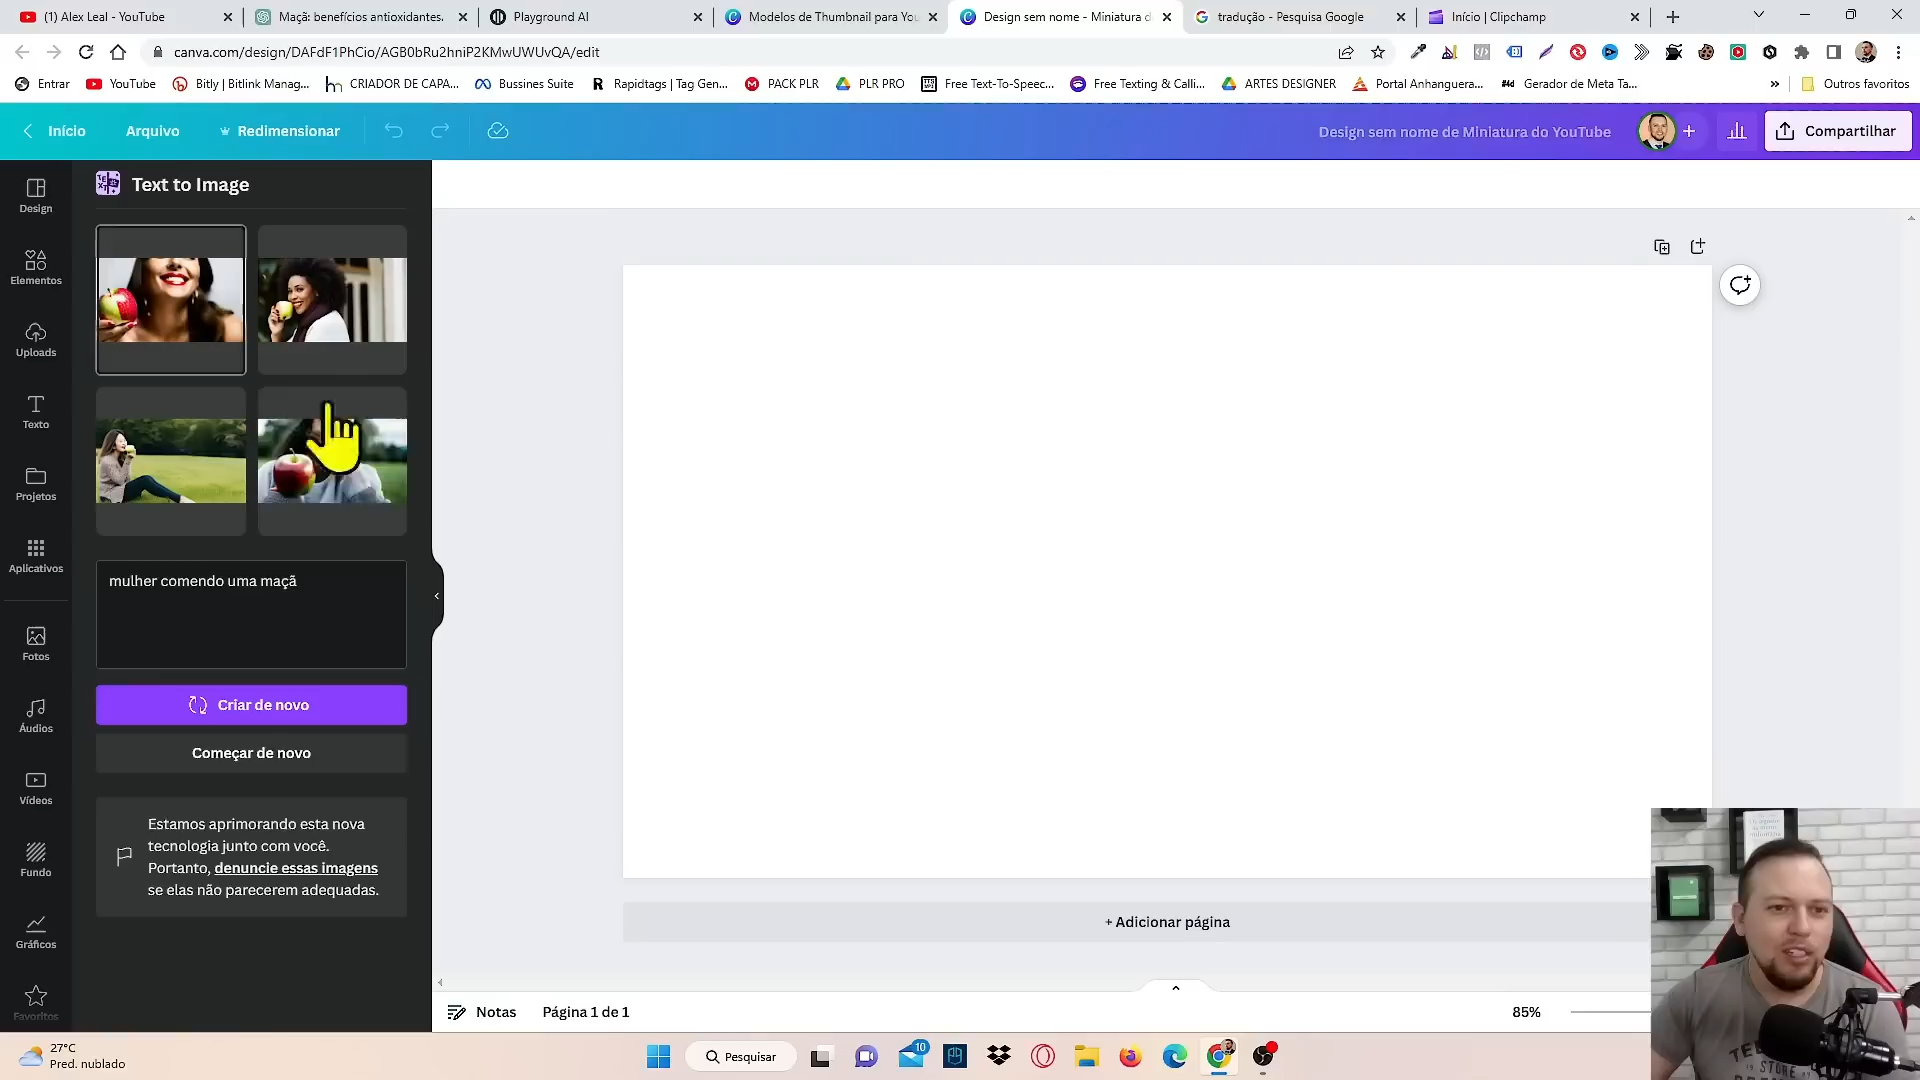 (1) Alex Leal - YouTube
Maçã: benefícios antioxidantes.
Playground AI
Modelos de Thumbnail para You
Design sem nome - Miniatura d
tradução - Pesquisa Google
Início | Clipchamp
canva.com/design/DAFdF1PhCio/AGB0bRu2hniP2KMwUWUvQA/edit
Entrar
YouTube
Bitly | Bitlink Manag...
CRIADOR DE CAPA...
Bussines Suite
Rapidtags | Tag Gen...
PACK PLR
PLR PRO
Free Text-To-Speec...
Free Texting & Calli...
ARTES DESIGNER
Portal Anhanguera...
Gerador de Meta Ta...
Outros favoritos
Início
Arquivo
Redimensionar
Design sem nome de Miniatura do YouTube
Compartilhar
Design
Elementos
Uploads
Texto
Projetos
Aplicativos
Fotos
Áudios
Vídeos
Fundo
Gráficos
Favoritos
Text to Image
mulher comendo uma maçã
Criar de novo
Começar de novo
Estamos aprimorando esta nova
tecnologia junto com você.
Portanto, denuncie essas imagens
se elas não parecerem adequadas.
+ Adicionar página
Notas
Página 1 de 1
85%
27°C
Pred. nublado
Pesquisar
10